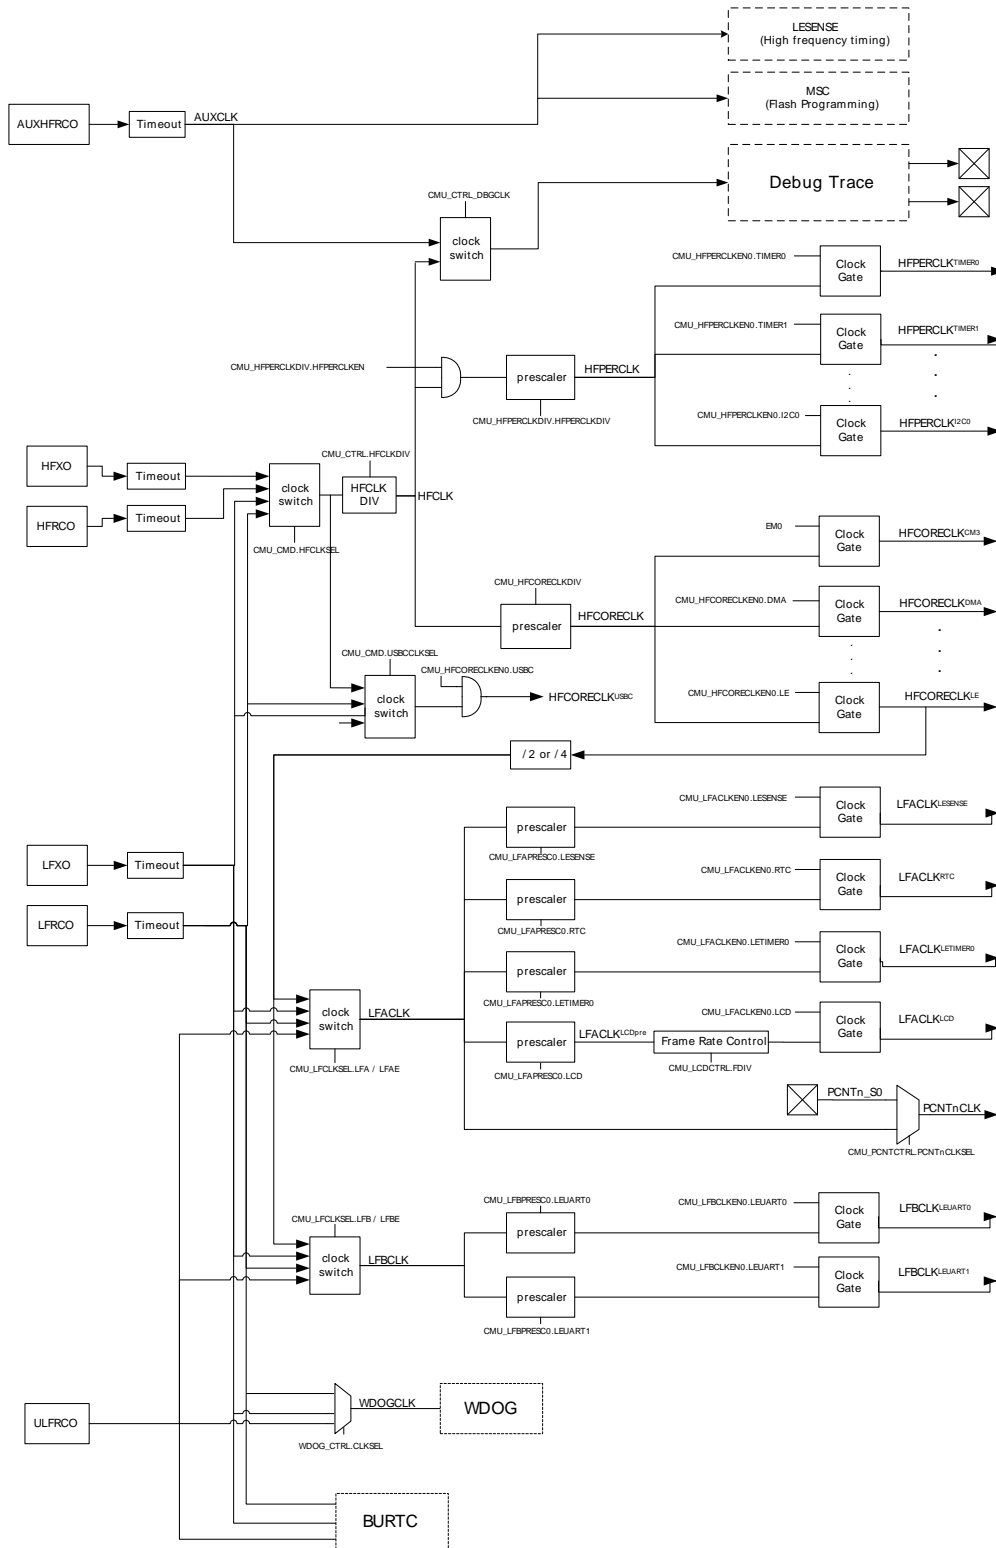 LESENSE
(High frequency timing)
MSC
(Flash Programming)
AUXHFRCO
Timeout
AUXCLK
Debug Trace
CMU_CTRL_DBGCLK
clock
switch
CMU_HFPERCLKEN0.TIMER0
Clock
Gate
HFPERCLKTIMER0
CMU_HFPERCLKEN0.TIMER1
Clock
Gate
HFPERCLKTIMER1
CMU_HFPERCLKDIV.HFPERCLKEN
prescaler
HFPERCLK
CMU_HFPERCLKDIV.HFPERCLKDIV
CMU_HFPERCLKEN0.I2C0
Clock
Gate
HFPERCLKI2C0
HFXO
Timeout
HFRCO
Timeout
clock
switch
CMU_CMD.HFCLKSEL
CMU_CTRL.HFCLKDIV
HFCLK
DIV
HFCLK
EM0
Clock
Gate
HFCORECLKCM3
CMU_HFCORECLKDIV
prescaler
HFCORECLK
CMU_HFCORECLKEN0.DMA
Clock
Gate
HFCORECLKDMA
CMU_CMD.USBCCLKSEL
CMU_HFCORECLKEN0.USBC
clock
switch
HFCORECLKUSBC
CMU_HFCORECLKEN0.LE
Clock
Gate
HFCORECLKLE
/ 2 or / 4
CMU_LFACLKEN0.LESENSE
Clock
Gate
LFACLKLESENSE
prescaler
CMU_LFAPRESC0.LESENSE
LFXO
Timeout
CMU_LFACLKEN0.RTC
Clock
Gate
LFACLKRTC
prescaler
CMU_LFAPRESC0.RTC
LFRCO
Timeout
CMU_LFACLKEN0.LETIMER0
Clock
Gate
LFACLKLETIMER0
prescaler
CMU_LFAPRESC0.LETIMER0
clock
switch
LFACLK
CMU_LFCLKSEL.LFA / LFAE
CMU_LFACLKEN0.LCD
Clock
Gate
LFACLKLCD
prescaler
LFACLKLCDpre
Frame Rate Control
CMU_LFAPRESC0.LCD
CMU_LCDCTRL.FDIV
PCNTn_S0
PCNTnCLK
CMU_PCNTCTRL.PCNTnCLKSEL
CMU_LFCLKSEL.LFB / LFBE
clock
switch
LFBCLK
CMU_LFBPRESC0.LEUART0
prescaler
CMU_LFBCLKEN0.LEUART0
Clock
Gate
LFBCLKLEUART0
prescaler
CMU_LFBPRESC0.LEUART1
CMU_LFBCLKEN0.LEUART1
Clock
Gate
LFBCLKLEUART1
ULFRCO
WDOGCLK
WDOG
WDOG_CTRL.CLKSEL
BURTC